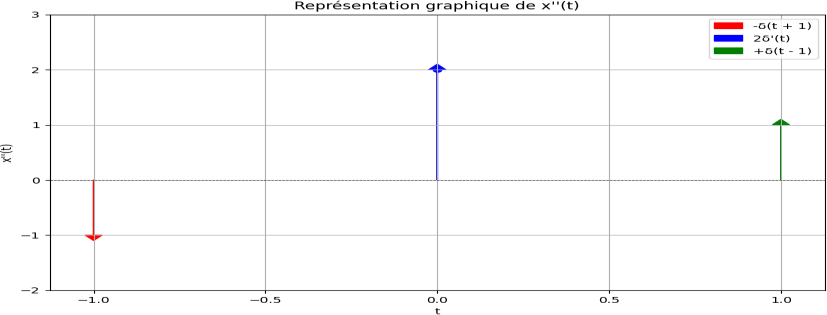 Représentation graphique de x''(t)
-δ(t + 1)
2δ'(t)
+δ(t - 1)
x''(t)
3
2
1
0
−1
−2
−1.0 −0.5 0.0 0.5 1.0
t